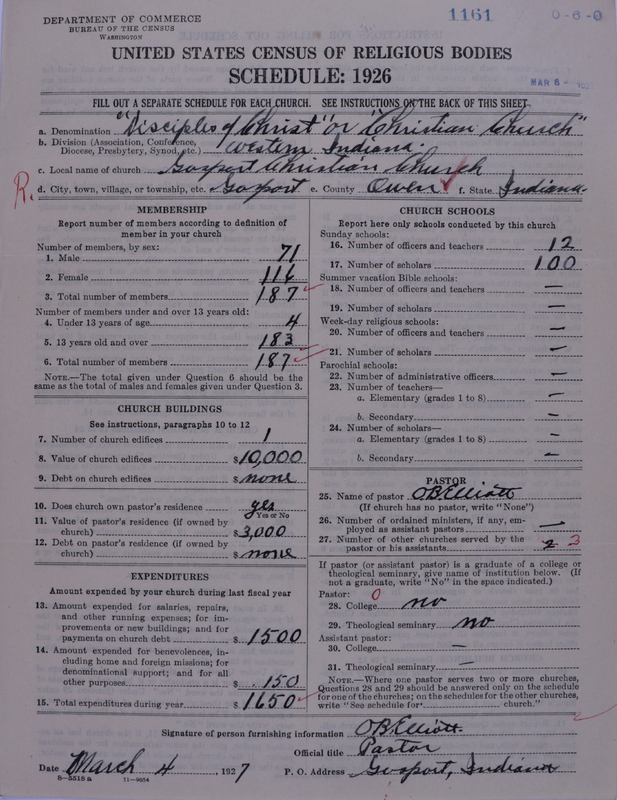 DEPARTMENT OF COMMERCE
BUREAU OF THE CENSUS
WASHINGTON
1161
0-6-0
UNITED STATES CENSUS OF RELIGIOUS BODIES
SCHEDULE: 1926
MAR 8 - 1927
FILL OUT A SEPARATE SCHEDULE FOR EACH CHURCH. SEE INSTRUCTIONS ON THE BACK OF THIS SHEET
a. Denomination "Disciples of Christ" or "Christian Church"
b. Division (Association, Conference, Diocese, Presbytery, Synod, etc.) Western Indiana.
c. Local name of church Gosport Christian Church
R. d. City, town, village, or township, etc. Gosport e. County Owen f. State Indiana
MEMBERSHIP
Report number of members according to definition of
member in your church
Number of members, by sex:
1. Male 71
2. Female 116
3. Total number of members 187
Number of members under and over 13 years old:
4. Under 13 years of age 4
5. 13 years old and over 183
6. Total number of members 187
NOTE.—The total given under Question 6 should be the
same as the total of males and females given under Question 3.
CHURCH BUILDINGS
See instructions, paragraphs 10 to 12
7. Number of church edifices 1
8. Value of church edifices $10,000
9. Debt on church edifices $ none
10. Does church own pastor's residence yes
Yes or No
11. Value of pastor's residence (if owned by
church) $3,000
12. Debt on pastor's residence (if owned by
church) $ none
EXPENDITURES
Amount expended by your church during last fiscal year
13. Amount expended for salaries, repairs,
and other running expenses; for im-
provements or new buildings; and for
payments on church debt $ 1500
14. Amount expended for benevolences, in-
cluding home and foreign missions; for
denominational support; and for all
other purposes $ 150
15. Total expenditures during year $ 1650
CHURCH SCHOOLS
Report here only schools conducted by this church
Sunday schools:
16. Number of officers and teachers 12
17. Number of scholars 100
Summer vacation Bible schools:
18. Number of officers and teachers —
19. Number of scholars —
Week-day religious schools:
20. Number of officers and teachers —
21. Number of scholars —
Parochial schools:
22. Number of administrative officers —
23. Number of teachers—
a. Elementary (grades 1 to 8) —
b. Secondary —
24. Number of scholars—
a. Elementary (grades 1 to 8) —
b. Secondary —
PASTOR
25. Name of pastor O B Elliott
(If church has no pastor, write "None")
26. Number of ordained ministers, if any, em-
ployed as assistant pastors —
27. Number of other churches served by the
pastor or his assistants 2 3
If pastor (or assistant pastor) is a graduate of a college or
theological seminary, give name of institution below. (If
not a graduate, write "No" in the space indicated.)
Pastor: 0
28. College no
29. Theological seminary no
Assistant pastor:
30. College —
31. Theological seminary —
NOTE.—Where one pastor serves two or more churches,
Questions 28 and 29 should be answered only on the schedule
for one of the churches; on the schedules for the other churches,
write "See schedule for church."
Signature of person furnishing information O B Elliott
Official title Pastor
Date March 4, 1927 P. O. Address Gosport, Indiana
8-5518 a 11-9054